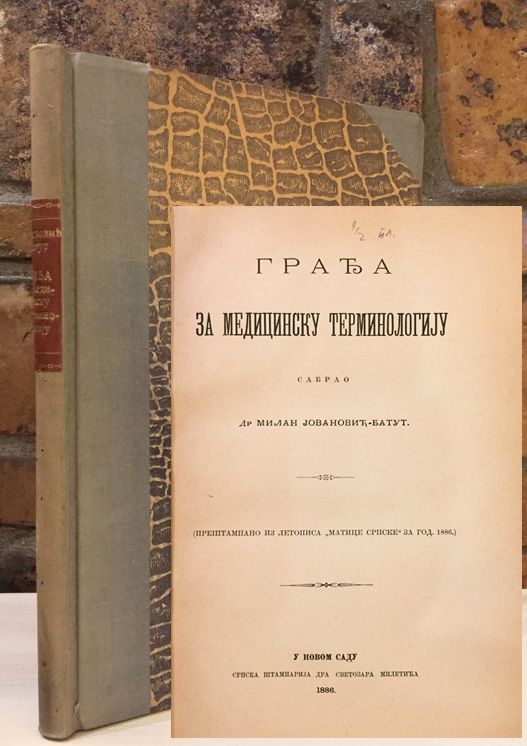 ГРАЂА
ЗА МЕДИЦИНСКУ ТЕРМИНОЛОГИЈУ
САБРАО
Др МИЛАН ЈОВАНОВИЋ-БАТУТ.
(ПРЕШТАМПАНО ИЗ ЛЕТОПИСА „МАТИЦЕ СРПСКЕ“ ЗА ГОД. 1886.)
У НОВОМ САДУ
СРПСКА ШТАМПАРИЈА ДРА СВЕТОЗАРА МИЛЕТИЋА
1886.